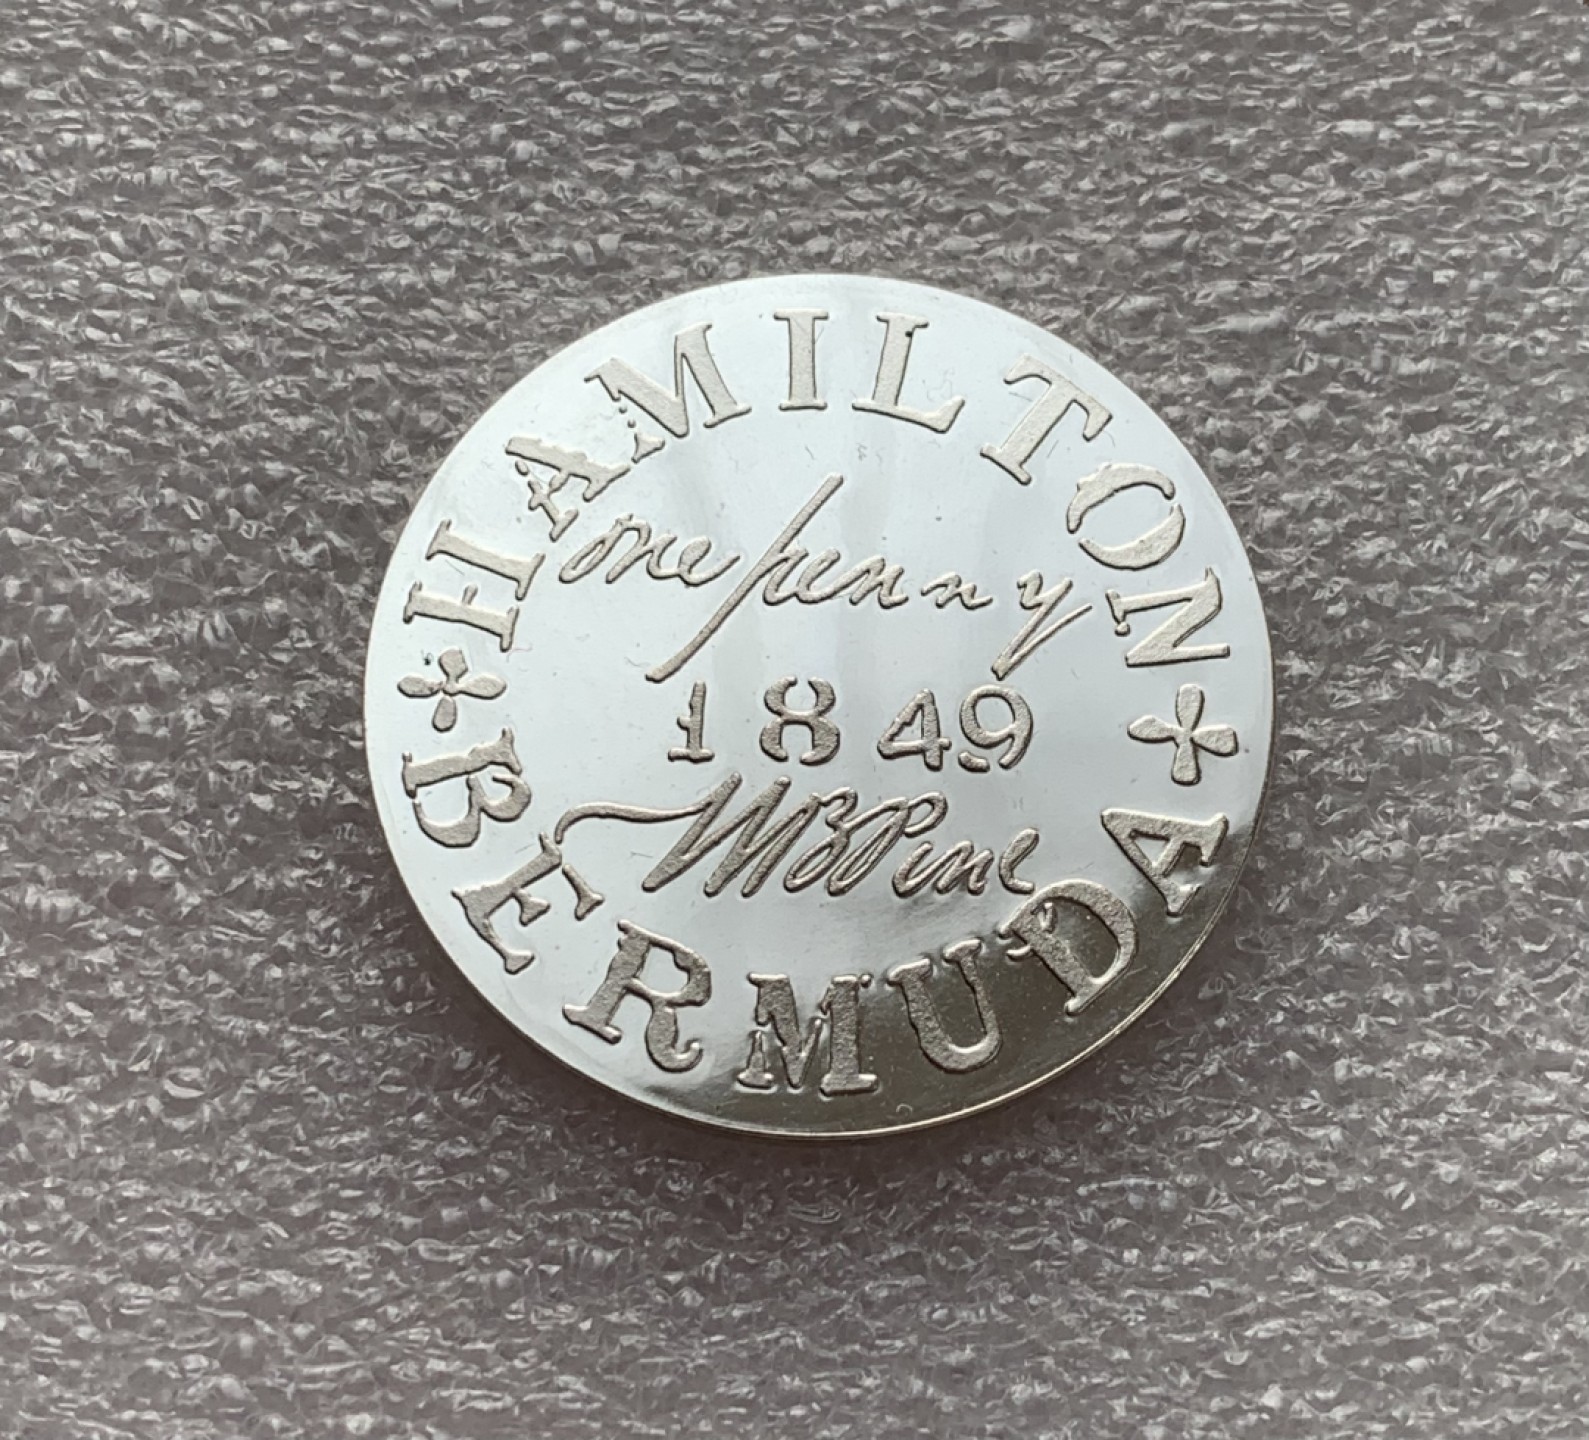 HAMILTON
one penny
1849
WBPerot
BERMUDA